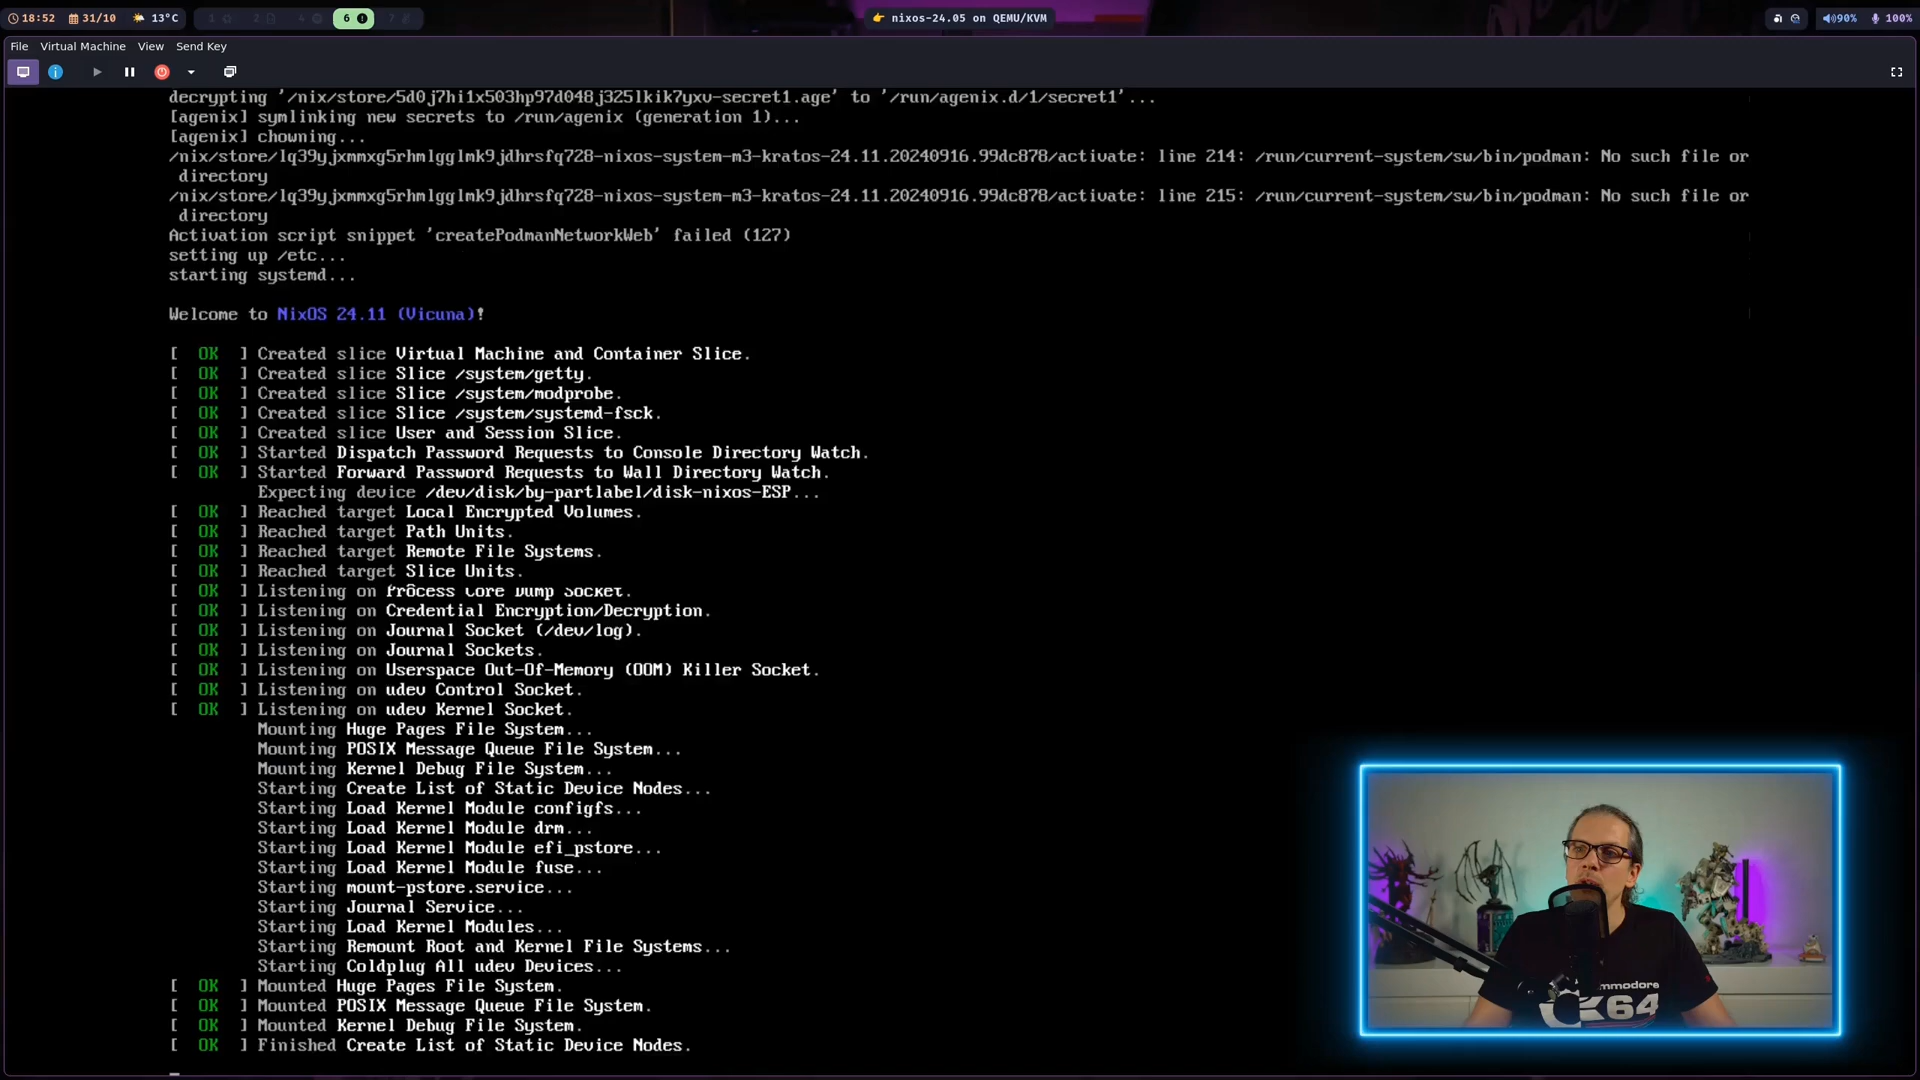 18:52 31/10 13°C 1 2 4 6 7 nixos-24.05 on QEMU/KVM 90% 100%
File Virtual Machine View Send Key
decrypting '/nix/store/5d0j7hi1x503hp97d048j325lkik7yxv-secret1.age' to '/run/agenix.d/1/secret1'...
[agenix] symlinking new secrets to /run/agenix (generation 1)...
[agenix] chowning...
/nix/store/lq39yjxmmxg5rhmlgglmk9jdhrsfq728-nixos-system-m3-kratos-24.11.20240916.99dc878/activate: line 214: /run/current-system/sw/bin/podman: No such file or
directory
/nix/store/lq39yjxmmxg5rhmlgglmk9jdhrsfq728-nixos-system-m3-kratos-24.11.20240916.99dc878/activate: line 215: /run/current-system/sw/bin/podman: No such file or
directory
Activation script snippet 'createPodmanNetworkWeb' failed (127)
setting up /etc...
starting systemd...
Welcome to NixOS 24.11 (Vicuna)!
[ OK ] Created slice Virtual Machine and Container Slice.
[ OK ] Created slice Slice /system/getty.
[ OK ] Created slice Slice /system/modprobe.
[ OK ] Created slice Slice /system/systemd-fsck.
[ OK ] Created slice User and Session Slice.
[ OK ] Started Dispatch Password Requests to Console Directory Watch.
[ OK ] Started Forward Password Requests to Wall Directory Watch.
Expecting device /dev/disk/by-partlabel/disk-nixos-ESP...
[ OK ] Reached target Local Encrypted Volumes.
[ OK ] Reached target Path Units.
[ OK ] Reached target Remote File Systems.
[ OK ] Reached target Slice Units.
[ OK ] Listening on Process Core Dump Socket.
[ OK ] Listening on Credential Encryption/Decryption.
[ OK ] Listening on Journal Socket (/dev/log).
[ OK ] Listening on Journal Sockets.
[ OK ] Listening on Userspace Out-Of-Memory (OOM) Killer Socket.
[ OK ] Listening on udev Control Socket.
[ OK ] Listening on udev Kernel Socket.
Mounting Huge Pages File System...
Mounting POSIX Message Queue File System...
Mounting Kernel Debug File System...
Starting Create List of Static Device Nodes...
Starting Load Kernel Module configfs...
Starting Load Kernel Module drm...
Starting Load Kernel Module efi_pstore...
Starting Load Kernel Module fuse...
Starting mount-pstore.service...
Starting Journal Service...
Starting Load Kernel Modules...
Starting Remount Root and Kernel File Systems...
Starting Coldplug All udev Devices...
[ OK ] Mounted Huge Pages File System.
[ OK ] Mounted POSIX Message Queue File System.
[ OK ] Mounted Kernel Debug File System.
[ OK ] Finished Create List of Static Device Nodes.
mmodore
64